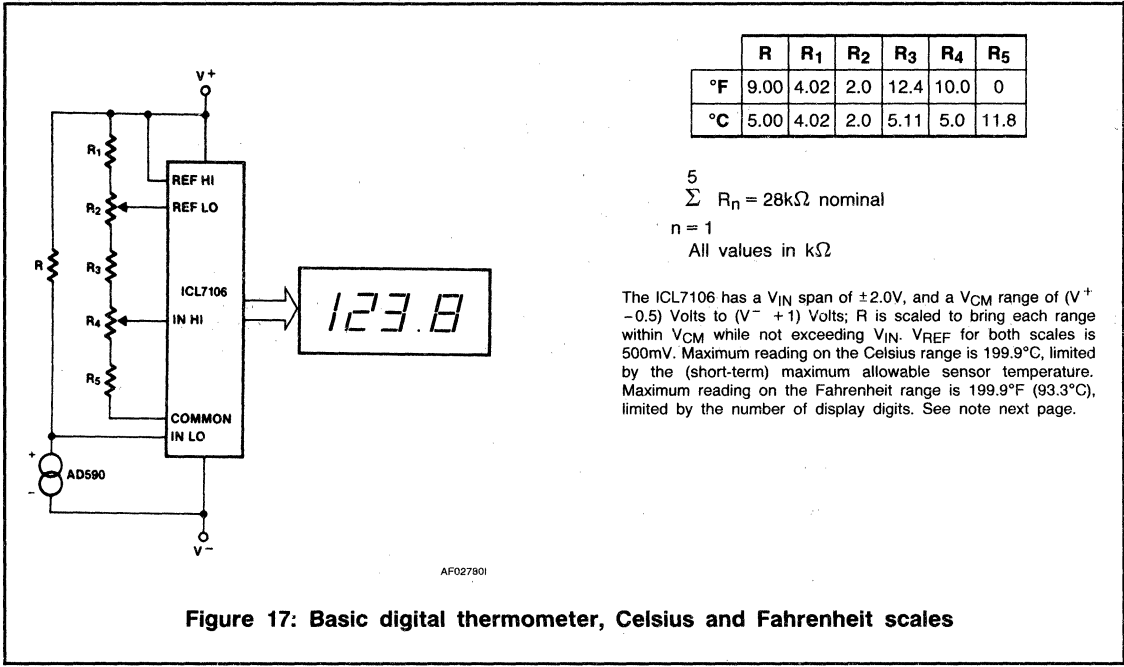 V+
R1
REF HI
R2
REF LO
R
R3
ICL7106
R4
IN HI
R5
COMMON
IN LO
+
AD590
−
V−
123.8
AF02780I
R R1 R2 R3 R4 R5
°F 9.00 4.02 2.0 12.4 10.0 0
°C 5.00 4.02 2.0 5.11 5.0 11.8
5
Σ Rn = 28kΩ nominal
n = 1
All values in kΩ
The ICL7106 has a VIN span of ±2.0V, and a VCM range of (V+
−0.5) Volts to (V− +1) Volts; R is scaled to bring each range
within VCM while not exceeding VIN. VREF for both scales is
500mV. Maximum reading on the Celsius range is 199.9°C, limited
by the (short-term) maximum allowable sensor temperature.
Maximum reading on the Fahrenheit range is 199.9°F (93.3°C),
limited by the number of display digits. See note next page.
Figure 17: Basic digital thermometer, Celsius and Fahrenheit scales